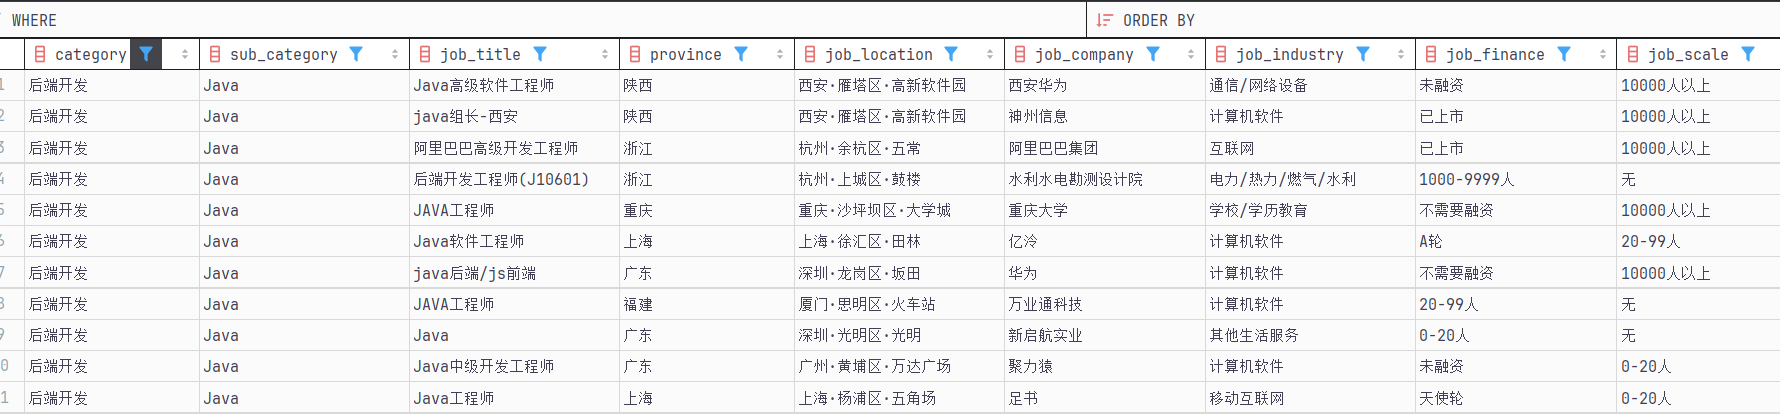 WHERE ORDER BY
category sub_category job_title province job_location job_company job_industry job_finance job_scale
1 后端开发 Java Java高级软件工程师 陕西 西安·雁塔区·高新软件园 西安华为 通信/网络设备 未融资 10000人以上
2 后端开发 Java java组长-西安 陕西 西安·雁塔区·高新软件园 神州信息 计算机软件 已上市 10000人以上
3 后端开发 Java 阿里巴巴高级开发工程师 浙江 杭州·余杭区·五常 阿里巴巴集团 互联网 已上市 10000人以上
4 后端开发 Java 后端开发工程师(J10601) 浙江 杭州·上城区·鼓楼 水利水电勘测设计院 电力/热力/燃气/水利 1000-9999人 无
5 后端开发 Java JAVA工程师 重庆 重庆·沙坪坝区·大学城 重庆大学 学校/学历教育 不需要融资 10000人以上
6 后端开发 Java Java软件工程师 上海 上海·徐汇区·田林 亿泠 计算机软件 A轮 20-99人
7 后端开发 Java java后端/js前端 广东 深圳·龙岗区·坂田 华为 计算机软件 不需要融资 10000人以上
8 后端开发 Java JAVA工程师 福建 厦门·思明区·火车站 万业通科技 计算机软件 20-99人 无
9 后端开发 Java Java 广东 深圳·光明区·光明 新启航实业 其他生活服务 0-20人 无
0 后端开发 Java Java中级开发工程师 广东 广州·黄埔区·万达广场 聚力猿 计算机软件 未融资 0-20人
1 后端开发 Java Java工程师 上海 上海·杨浦区·五角场 足书 移动互联网 天使轮 0-20人